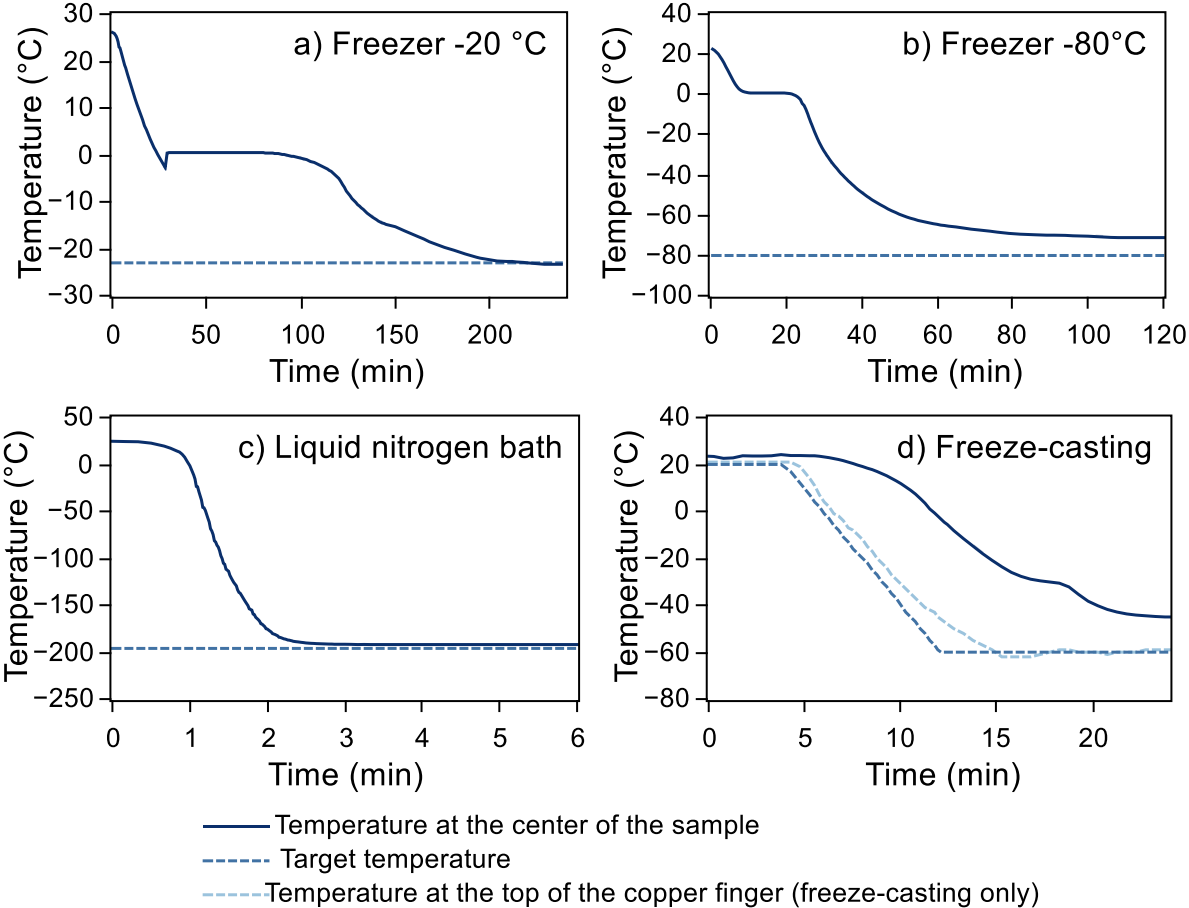 a) Freezer -20 °C
Temperature (°C)
30
20
10
0
−10
−20
−30
0 50 100 150 200
Time (min)
b) Freezer -80°C
Temperature (°C)
40
20
0
−20
−40
−60
−80
−100
0 20 40 60 80 100 120
Time (min)
c) Liquid nitrogen bath
Temperature (°C)
50
0
−50
−100
−150
−200
−250
0 1 2 3 4 5 6
Time (min)
d) Freeze-casting
Temperature (°C)
40
20
0
−20
−40
−60
−80
0 5 10 15 20
Time (min)
Temperature at the center of the sample
Target temperature
Temperature at the top of the copper finger (freeze-casting only)